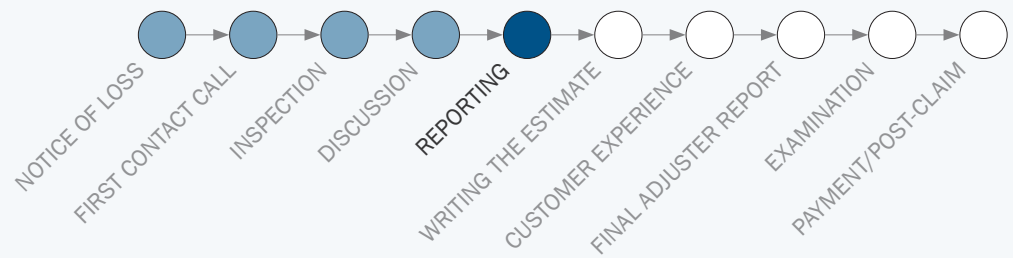 NOTICE OF LOSS
FIRST CONTACT CALL
INSPECTION
DISCUSSION
REPORTING
WRITING THE ESTIMATE
CUSTOMER EXPERIENCE
FINAL ADJUSTER REPORT
EXAMINATION
PAYMENT/POST-CLAIM